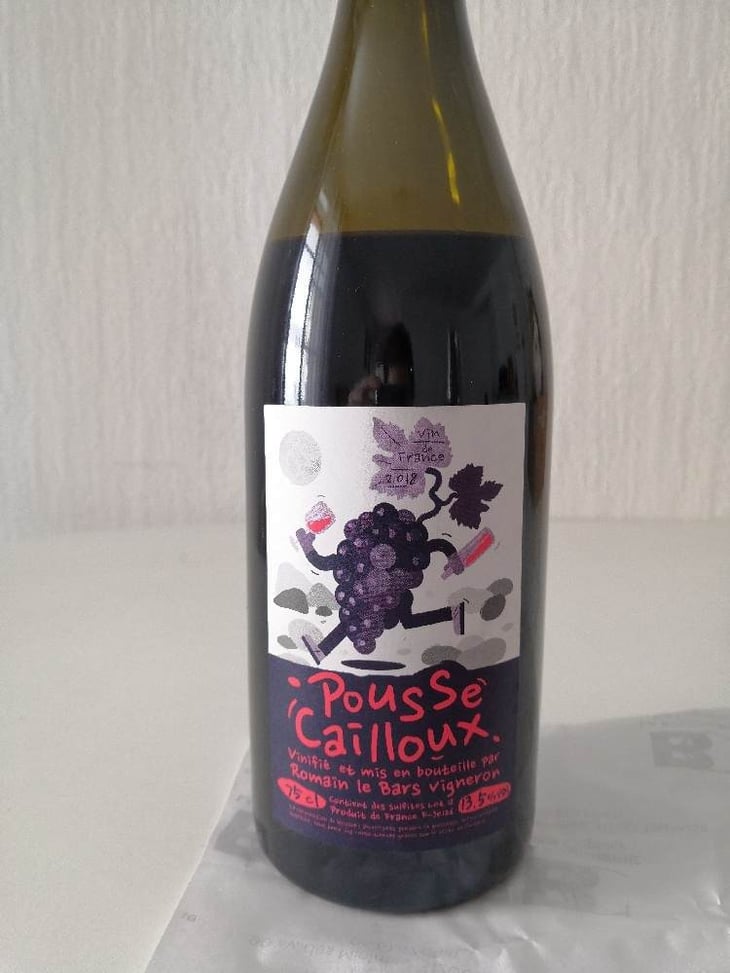 Vin
de
France
2018
Pousse
Cailloux
Vinifié et mis en bouteille par
Romain le Bars Vigneron
75 cl
Contient des sulfites
Produit de France
13.5% vol